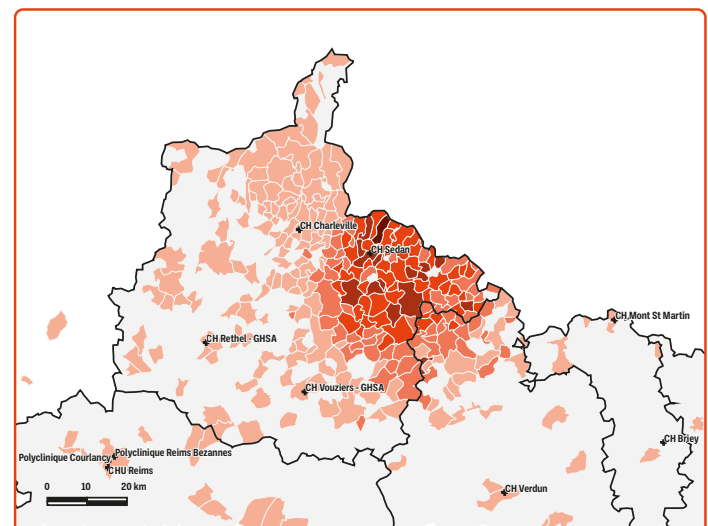 CH Charleville
CH Sedan
CH Mont St Martin
CH Rethel - GHSA
CH Vouziers - GHSA
CH Briey
Polyclinique Reims Bezannes
Polyclinique Courlancy
CHU Reims
CH Verdun
0 10 20 km